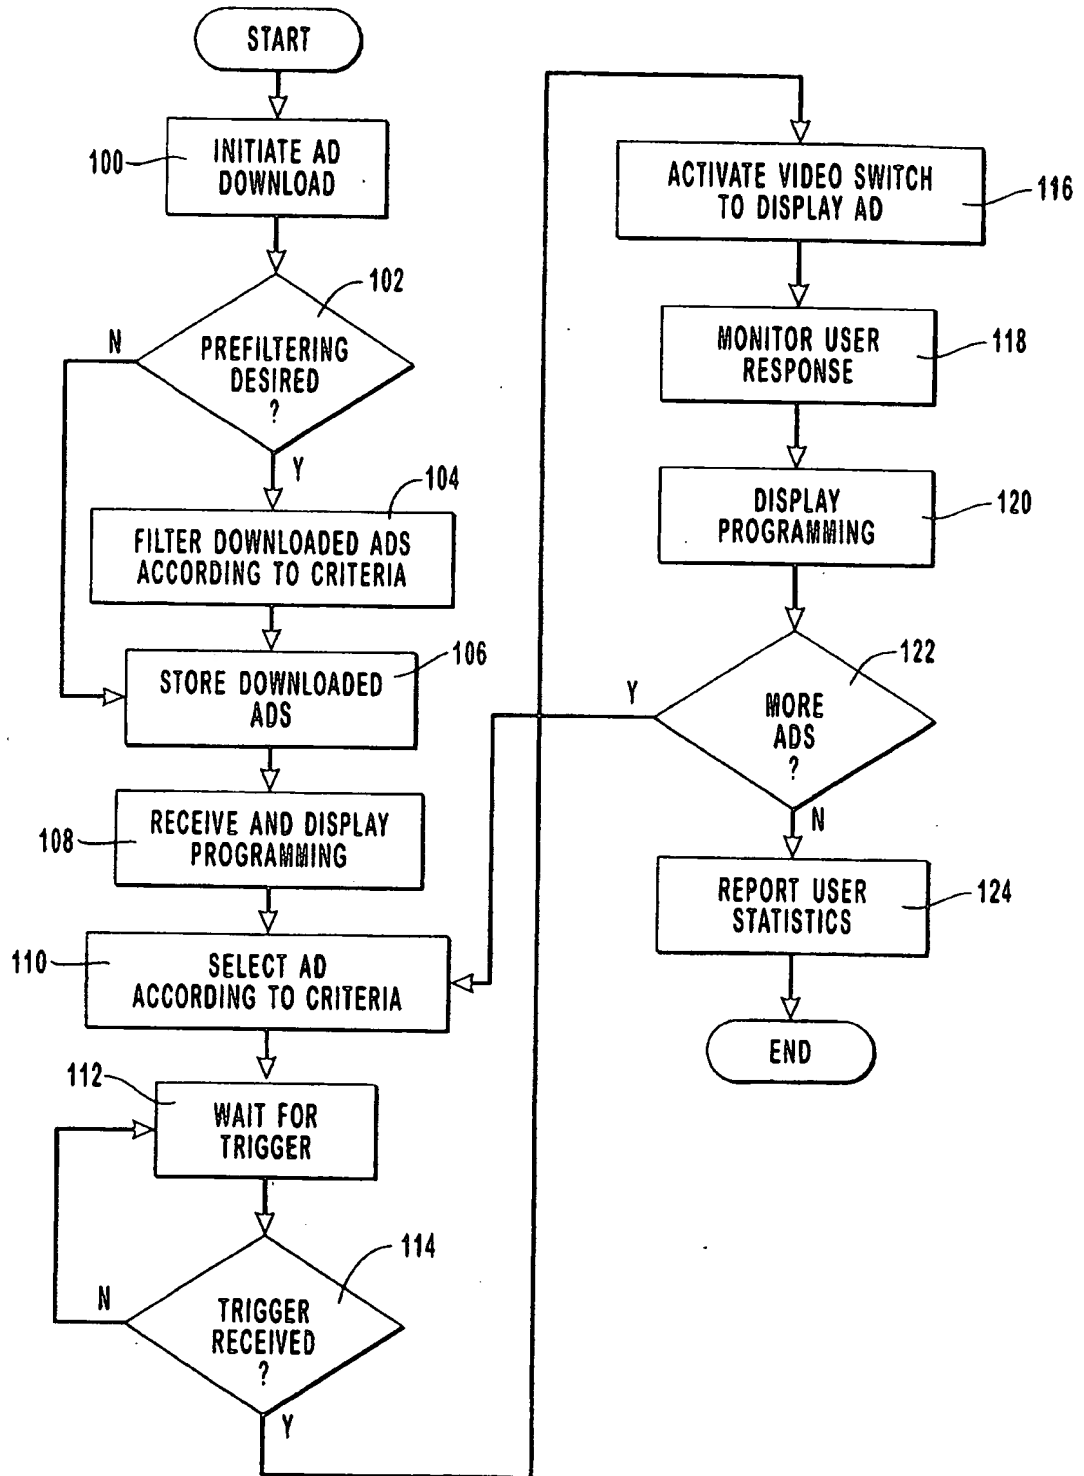 START
100
INITIATE AD
DOWNLOAD
102
N
PREFILTERING
DESIRED
?
Y
104
FILTER DOWNLOADED ADS
ACCORDING TO CRITERIA
106
STORE DOWNLOADED
ADS
108
RECEIVE AND DISPLAY
PROGRAMMING
110
SELECT AD
ACCORDING TO CRITERIA
112
WAIT FOR
TRIGGER
114
N
TRIGGER
RECEIVED
?
Y
ACTIVATE VIDEO SWITCH
TO DISPLAY AD
116
MONITOR USER
RESPONSE
118
DISPLAY
PROGRAMMING
120
122
Y
MORE
ADS
?
N
REPORT USER
STATISTICS
124
END